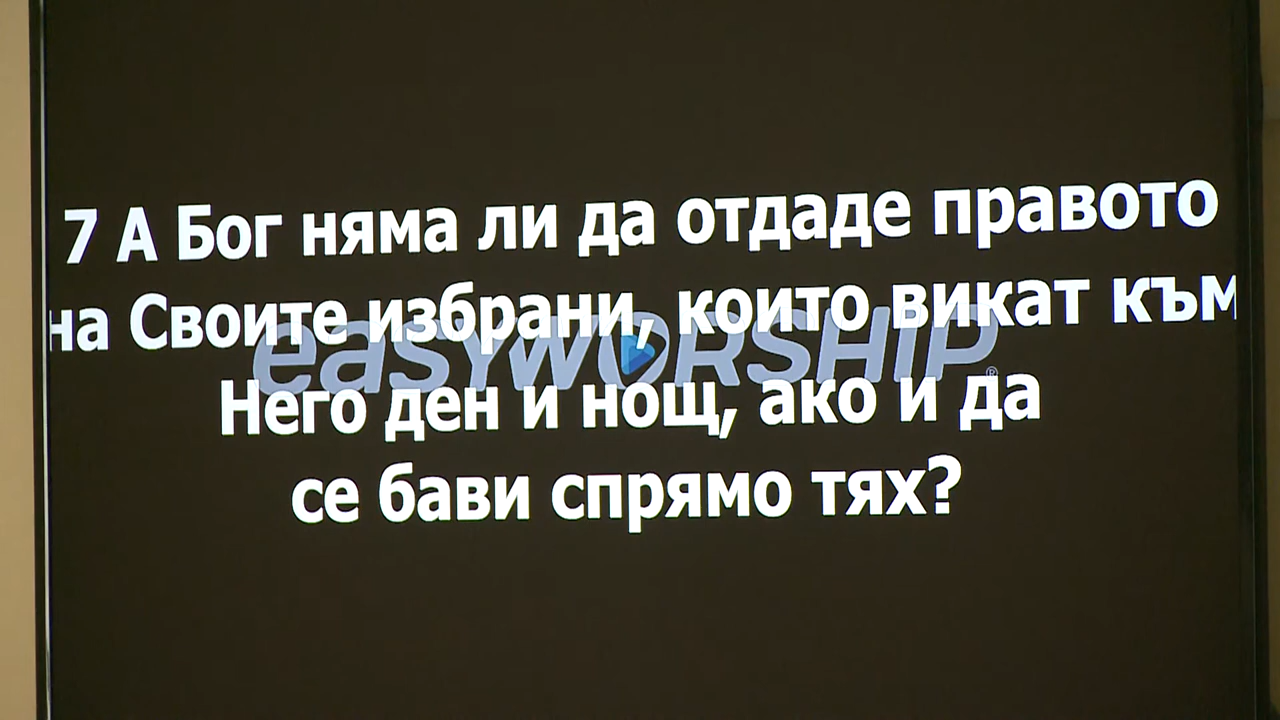 7 А Бог няма ли да отдаде правото
на Своите избрани, които викат към
easyWORSHIP®
Него ден и нощ, ако и да
се бави спрямо тях?